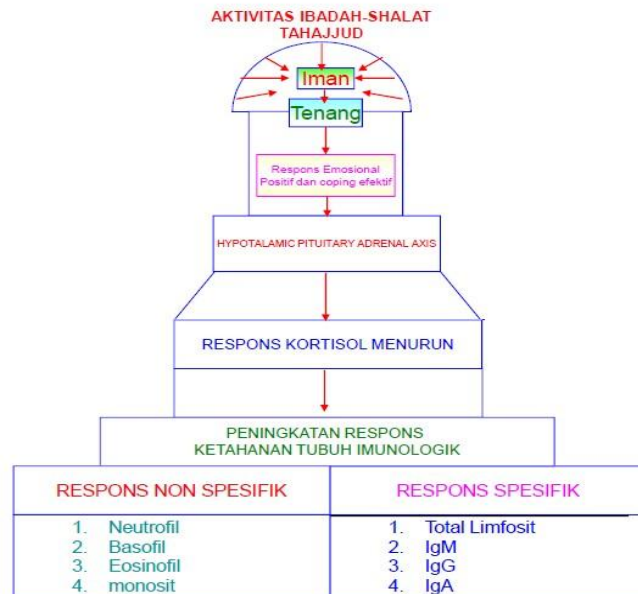 AKTIVITAS IBADAH-SHALAT
TAHAJJUD
Iman
Tenang
Respons Emosional
Positif dan coping efektif
HYPOTALAMIC PITUITARY ADRENAL AXIS
RESPONS KORTISOL MENURUN
PENINGKATAN RESPONS
KETAHANAN TUBUH IMUNOLOGIK
RESPONS NON SPESIFIK
1. Neutrofil
2. Basofil
3. Eosinofil
4. monosit
RESPONS SPESIFIK
1. Total Limfosit
2. IgM
3. IgG
4. IgA